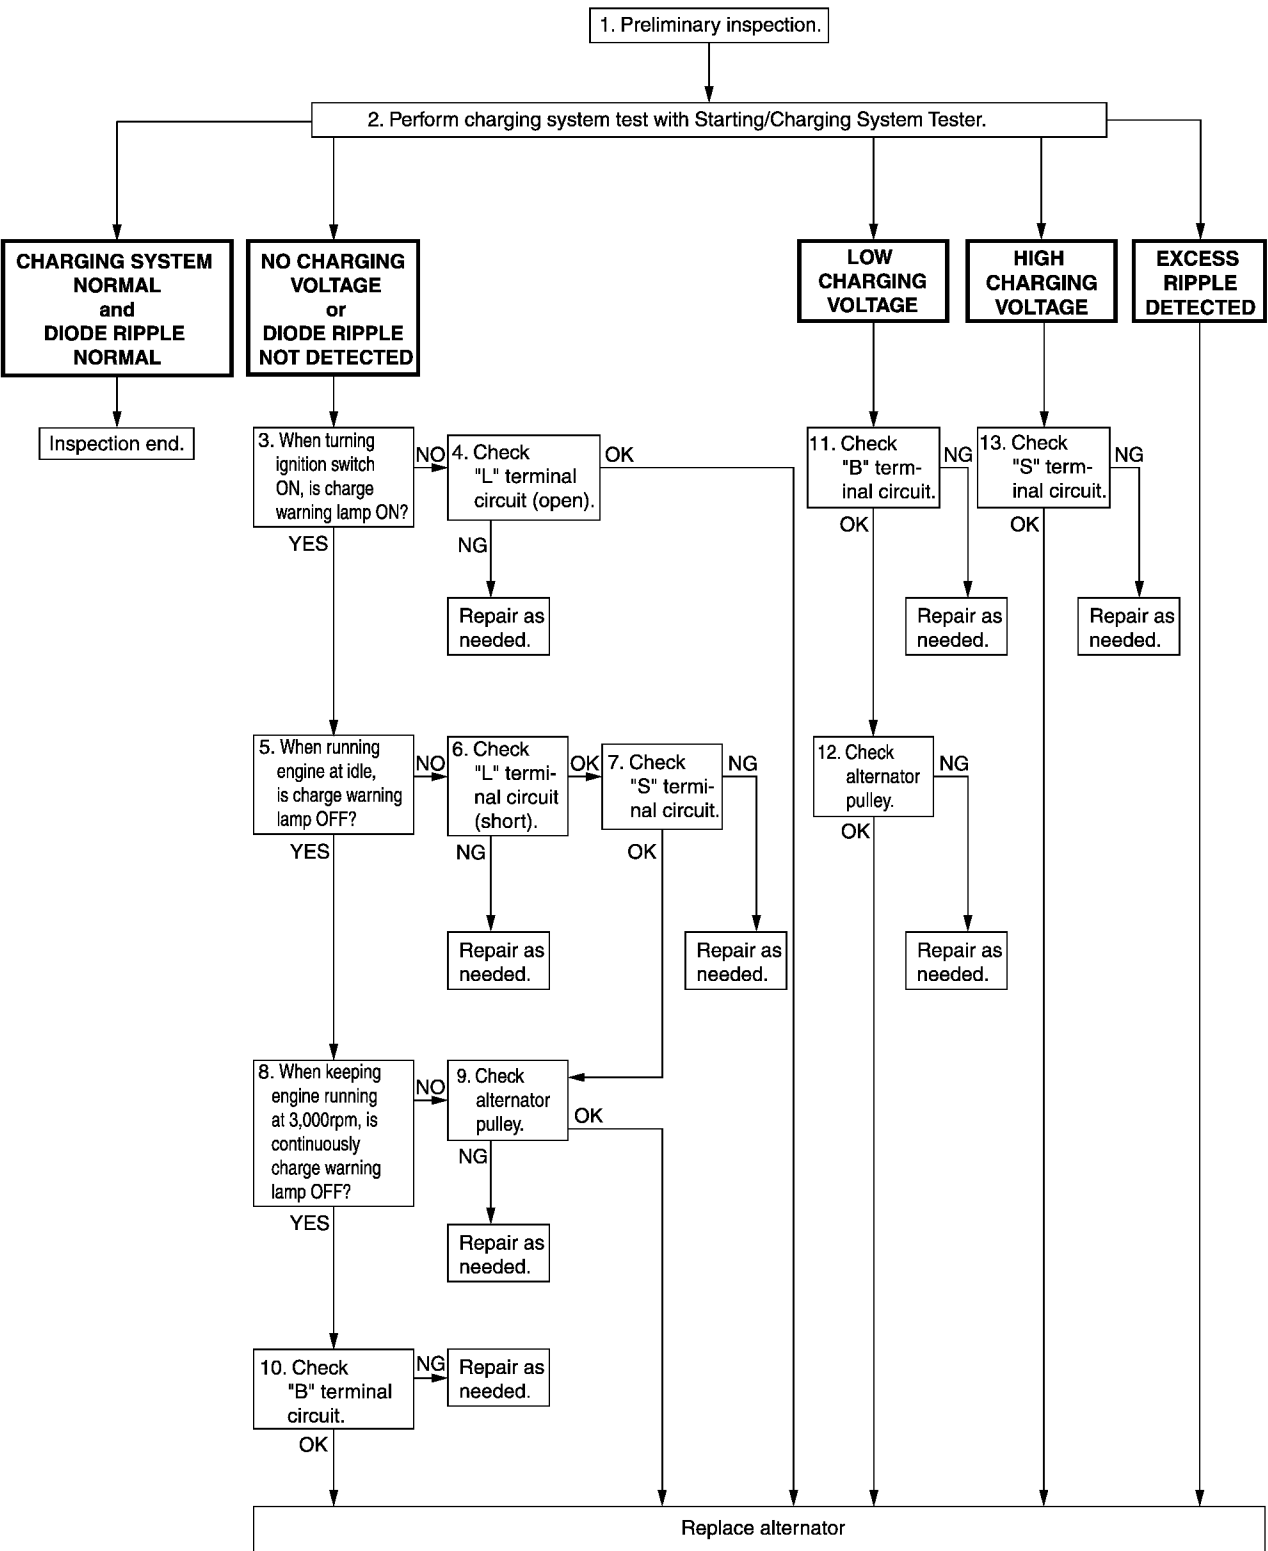 1. Preliminary inspection.
2. Perform charging system test with Starting/Charging System Tester.
CHARGING SYSTEM
NORMAL
and
DIODE RIPPLE
NORMAL
NO CHARGING
VOLTAGE
or
DIODE RIPPLE
NOT DETECTED
LOW
CHARGING
VOLTAGE
HIGH
CHARGING
VOLTAGE
EXCESS
RIPPLE
DETECTED
Inspection end.
3. When turning
ignition switch
ON, is charge
warning lamp ON?
NO
YES
4. Check
"L" terminal
circuit (open).
OK
NG
Repair as
needed.
11. Check
"B" term-
inal circuit.
NG
OK
Repair as
needed.
13. Check
"S" term-
inal circuit.
NG
OK
Repair as
needed.
5. When running
engine at idle,
is charge warning
lamp OFF?
NO
YES
6. Check
"L" termi-
nal circuit
(short).
OK
NG
Repair as
needed.
7. Check
"S" termi-
nal circuit.
NG
OK
Repair as
needed.
12. Check
alternator
pulley.
NG
OK
Repair as
needed.
8. When keeping
engine running
at 3,000rpm, is
continuously
charge warning
lamp OFF?
NO
YES
9. Check
alternator
pulley.
OK
NG
Repair as
needed.
10. Check
"B" terminal
circuit.
NG
OK
Repair as
needed.
Replace alternator